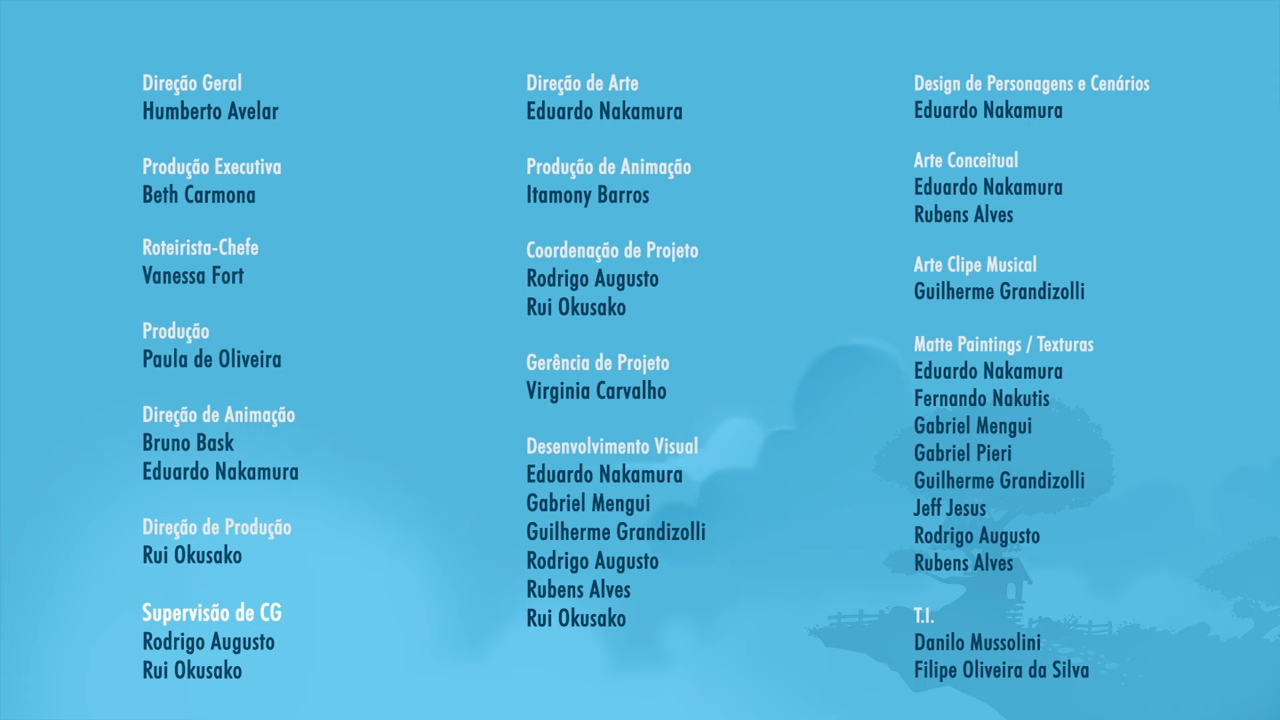 Direção Geral
Humberto Avelar
Produção Executiva
Beth Carmona
Roteirista-Chefe
Vanessa Fort
Produção
Paula de Oliveira
Direção de Animação
Bruno Bask
Eduardo Nakamura
Direção de Produção
Rui Okusako
Supervisão de CG
Rodrigo Augusto
Rui Okusako
Direção de Arte
Eduardo Nakamura
Produção de Animação
Itamony Barros
Coordenação de Projeto
Rodrigo Augusto
Rui Okusako
Gerência de Projeto
Virginia Carvalho
Desenvolvimento Visual
Eduardo Nakamura
Gabriel Mengui
Guilherme Grandizolli
Rodrigo Augusto
Rubens Alves
Rui Okusako
Design de Personagens e Cenários
Eduardo Nakamura
Arte Conceitual
Eduardo Nakamura
Rubens Alves
Arte Clipe Musical
Guilherme Grandizolli
Matte Paintings / Texturas
Eduardo Nakamura
Fernando Nakutis
Gabriel Mengui
Gabriel Pieri
Guilherme Grandizolli
Jeff Jesus
Rodrigo Augusto
Rubens Alves
T.I.
Danilo Mussolini
Filipe Oliveira da Silva